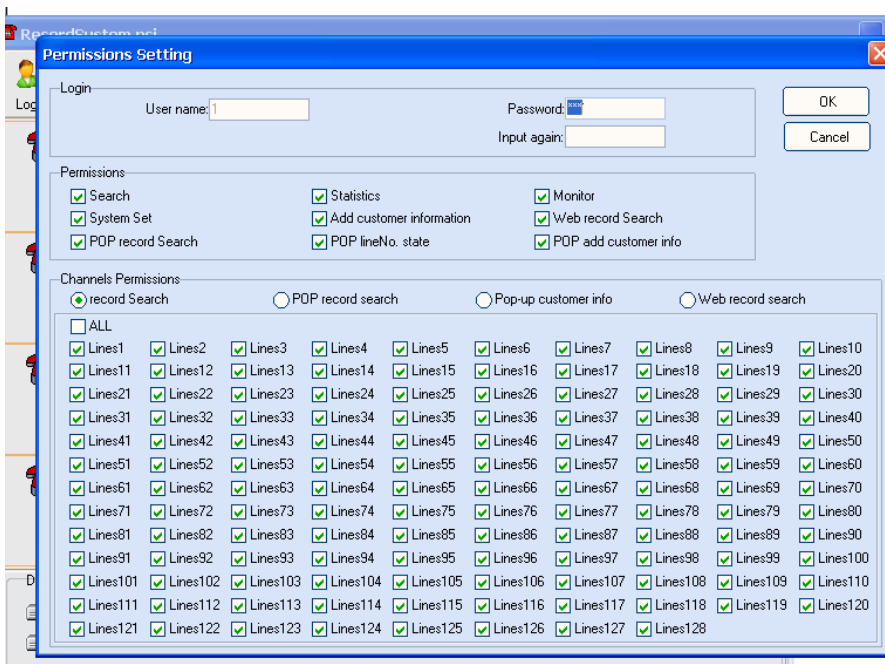 RecordSustom.pci
Permissions Setting
Login
User name: 1
Password: ***
OK
Input again:
Cancel
Log
Permissions
Search Statistics Monitor
System Set Add customer information Web record Search
POP record Search POP lineNo. state POP add customer info
Channels Permissions
record Search POP record search Pop-up customer info Web record search
ALL
Lines1 Lines2 Lines3 Lines4 Lines5 Lines6 Lines7 Lines8 Lines9 Lines10
Lines11 Lines12 Lines13 Lines14 Lines15 Lines16 Lines17 Lines18 Lines19 Lines20
Lines21 Lines22 Lines23 Lines24 Lines25 Lines26 Lines27 Lines28 Lines29 Lines30
Lines31 Lines32 Lines33 Lines34 Lines35 Lines36 Lines37 Lines38 Lines39 Lines40
Lines41 Lines42 Lines43 Lines44 Lines45 Lines46 Lines47 Lines48 Lines49 Lines50
Lines51 Lines52 Lines53 Lines54 Lines55 Lines56 Lines57 Lines58 Lines59 Lines60
Lines61 Lines62 Lines63 Lines64 Lines65 Lines66 Lines67 Lines68 Lines69 Lines70
Lines71 Lines72 Lines73 Lines74 Lines75 Lines76 Lines77 Lines78 Lines79 Lines80
Lines81 Lines82 Lines83 Lines84 Lines85 Lines86 Lines87 Lines88 Lines89 Lines90
Lines91 Lines92 Lines93 Lines94 Lines95 Lines96 Lines97 Lines98 Lines99 Lines100
Lines101 Lines102 Lines103 Lines104 Lines105 Lines106 Lines107 Lines108 Lines109 Lines110
Lines111 Lines112 Lines113 Lines114 Lines115 Lines116 Lines117 Lines118 Lines119 Lines120
Lines121 Lines122 Lines123 Lines124 Lines125 Lines126 Lines127 Lines128